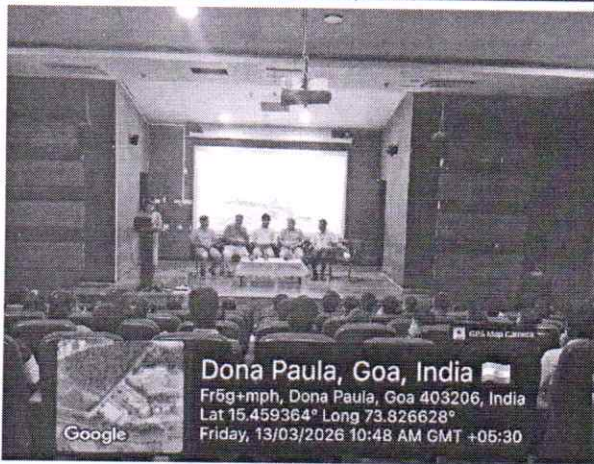 GPS Map Camera
Dona Paula, Goa, India 🇮🇳
Fr5g+mph, Dona Paula, Goa 403206, India
Lat 15.459364° Long 73.826628°
Friday, 13/03/2026 10:48 AM GMT +05:30
Google